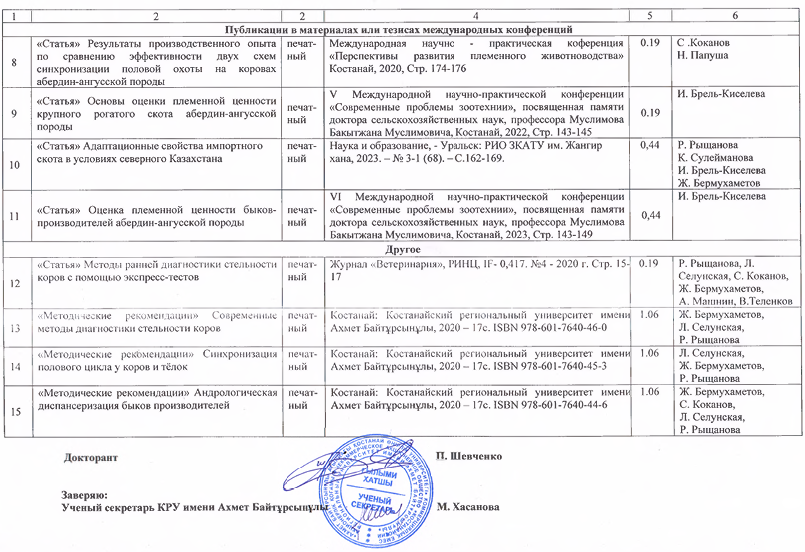 1 2 2 4 5 6
Публикации в материалах или тезисах международных конференций
8
«Статья» Результаты производственного опыта
по сравнению эффективности двух схем
синхронизации половой охоты на коровах
абердин-ангусской породы
печат-
ный
Международная научнс - практическая коференция
«Перспективы развития племенного животноводства»
Костанай, 2020, Стр. 174-176
0.19
С .Коканов
Н. Папуша
9
«Статья» Основы оценки племенной ценности
крупного рогатого скота абердин-ангусской
породы
печат-
ный
V Международной научно-практической конференции
«Современные проблемы зоотехнии», посвященная памяти
доктора сельскохозяйственных наук, профессора Муслимова
Бакытжана Муслимовича, Костанай, 2022, Стр. 143-145
0.19
И. Брель-Киселева
10
«Статья» Адаптационные свойства импортного
скота в условиях северного Казахстана
печат-
ный
Наука и образование, - Уральск: РИО ЗКАТУ им. Жангир
хана, 2023. – № 3-1 (68). – С.162-169.
0,44
Р. Рыщанова
К. Сулейманова
И. Брель-Киселева
Ж. Бермухаметов
11
«Статья» Оценка племенной ценности быков-
производителей абердин-ангусской породы
печат-
ный
VI Международной научно-практической конференции
«Современные проблемы зоотехнии», посвященная памяти
доктора сельскохозяйственных наук, профессора Муслимова
Бакытжана Муслимовича, Костанай, 2023, Стр. 143-149
0,44
И. Брель-Киселева
Другое
12
«Статья» Методы ранней диагностики стельности
коров с помощью экспресс-тестов
печат-
ный
Журнал «Ветеринария», РИНЦ, IF- 0,417. №4 - 2020 г. Стр. 15-
17
0.19
Р. Рыщанова, Л.
Селунская, С. Коканов,
Ж. Бермухаметов,
А. Машнин, В.Теленков
13
«Методические рекомендации» Современные
методы диагностики стельности коров
печат-
ный
Костанай: Костанайский региональный университет имени
Ахмет Байтұрсынұлы, 2020 – 17с. ISBN 978-601-7640-46-0
1.06
Ж. Бермухаметов,
Л. Селунская,
Р. Рыщанова
14
«Методические рекомендации» Синхронизация
полового цикла у коров и тёлок
печат-
ный
Костанай: Костанайский региональный университет имени
Ахмет Байтұрсынұлы, 2020 – 17с. ISBN 978-601-7640-45-3
1.06
Л. Селунская,
Ж. Бермухаметов,
Р. Рыщанова
15
«Методические рекомендации» Андрологическая
диспансеризация быков производителей
печат-
ный
Костанай: Костанайский региональный университет имени
Ахмет Байтұрсынұлы, 2020 – 17с. ISBN 978-601-7640-44-6
1.06
Ж. Бермухаметов,
С. Коканов,
Л. Селунская,
Р. Рыщанова
Докторант П. Шевченко
ҒЫЛЫМИ
ХАТШЫ
УЧЕНЫЙ
СЕКРЕТАРЬ
Заверяю:
Ученый секретарь КРУ имени Ахмет Байтұрсынұлы М. Хасанова